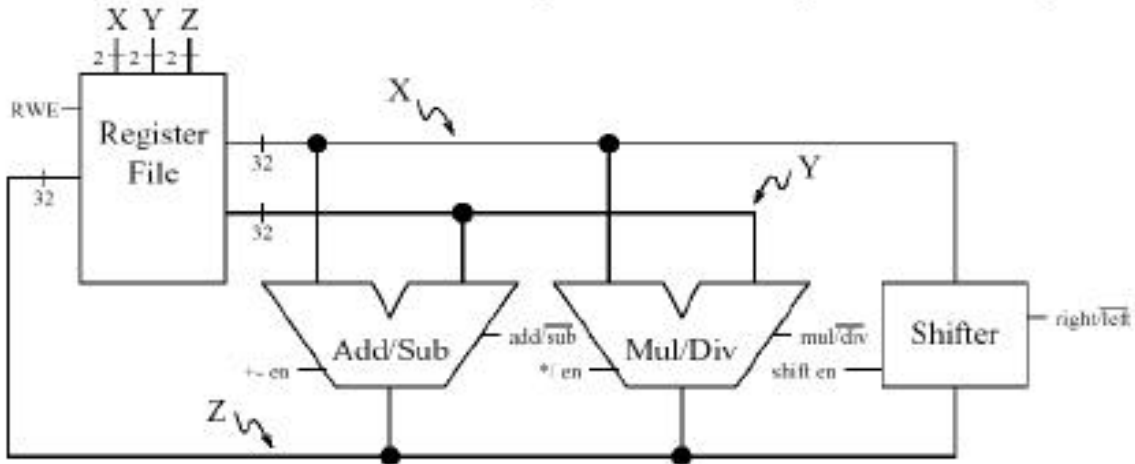 X Y Z
2 2 2
RWE
Register
File
X
32
32
Y
32
Add/Sub
add/sub
+- en
Mul/Div
mul/div
*/ en
Shifter
right/left
shift en
Z